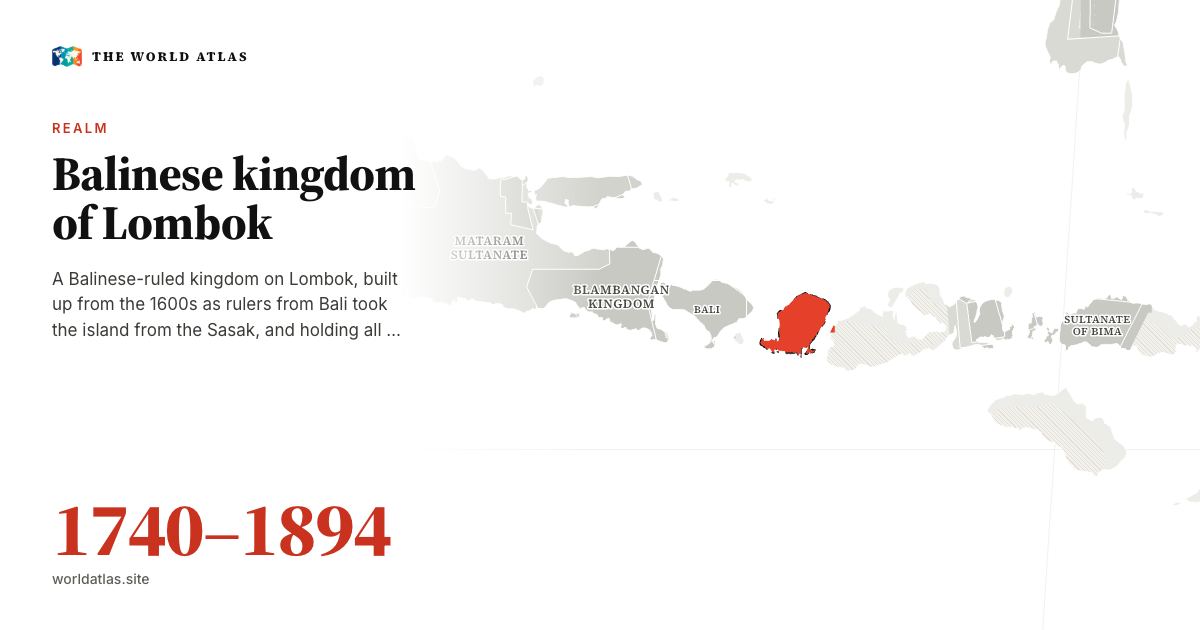 THE WORLD ATLAS
REALM
Balinese kingdom
of Lombok
A Balinese-ruled kingdom on Lombok, built
up from the 1600s as rulers from Bali took
the island from the Sasak, and holding all ...
MATARAM
SULTANATE
BLAMBANGAN
KINGDOM
BALI
SULTANATE
OF BIMA
1740–1894
worldatlas.site